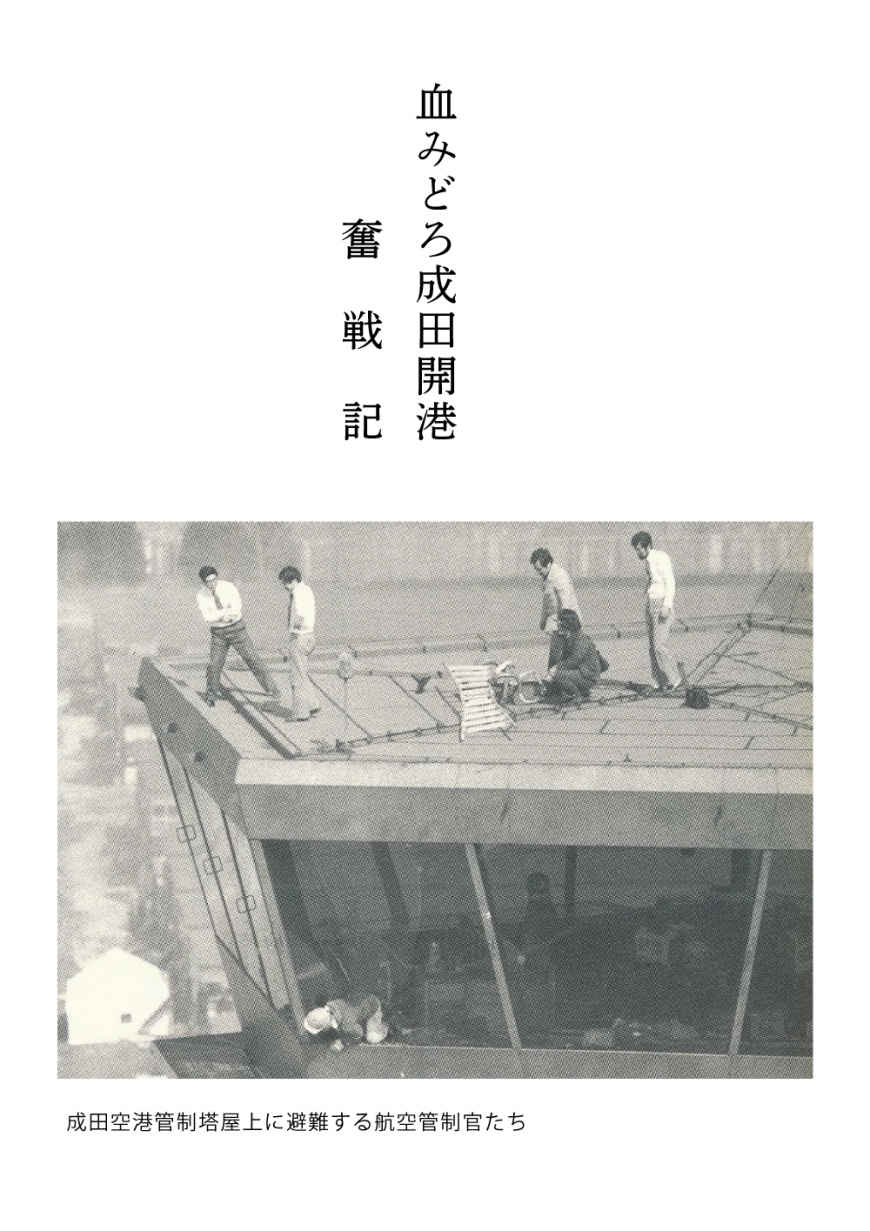 血みどろ成田開港
奮戦記
成田空港管制塔屋上に避難する航空管制官たち